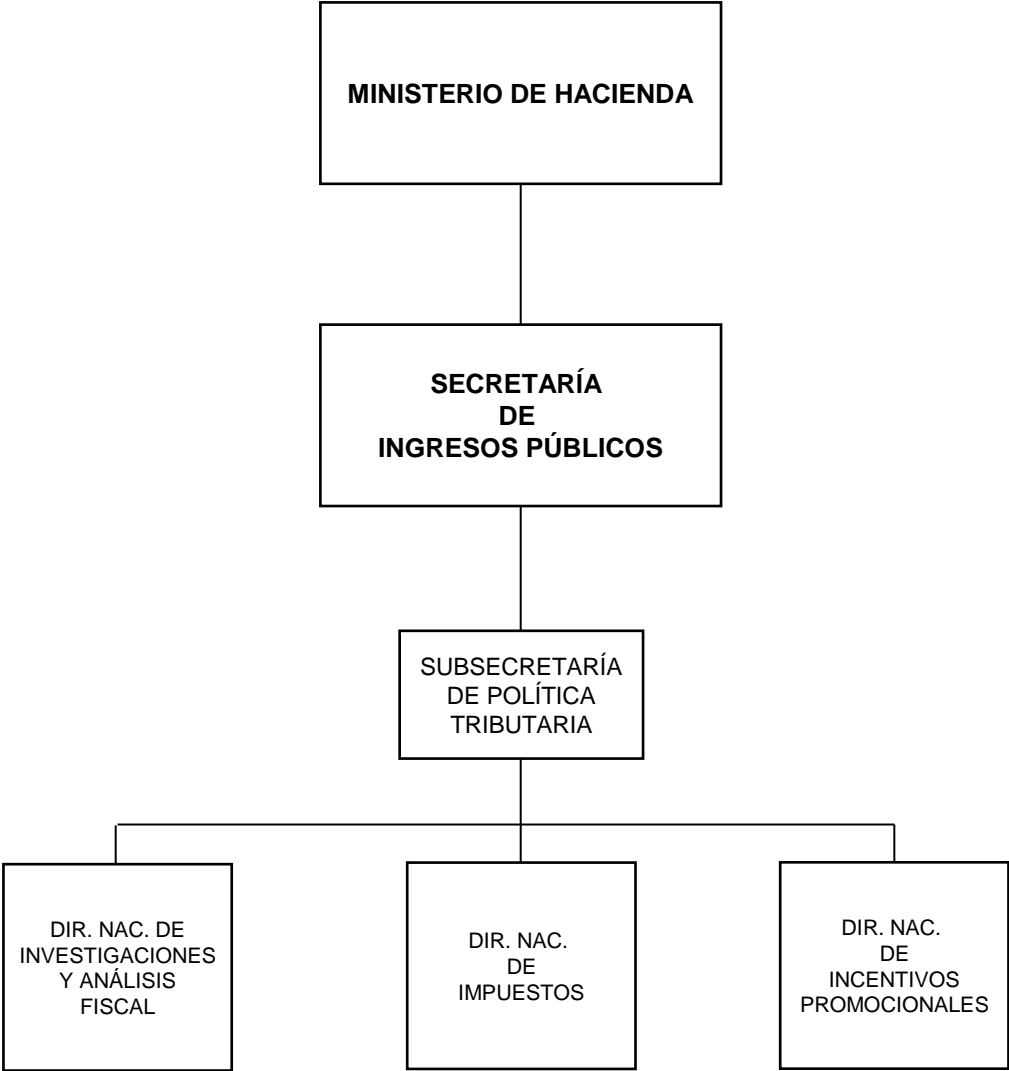 MINISTERIO DE HACIENDA
SECRETARÍA
DE
INGRESOS PÚBLICOS
SUBSECRETARÍA
DE POLÍTICA
TRIBUTARIA
DIR. NAC. DE
INVESTIGACIONES
Y ANÁLISIS
FISCAL
DIR. NAC.
DE
IMPUESTOS
DIR. NAC.
DE
INCENTIVOS
PROMOCIONALES